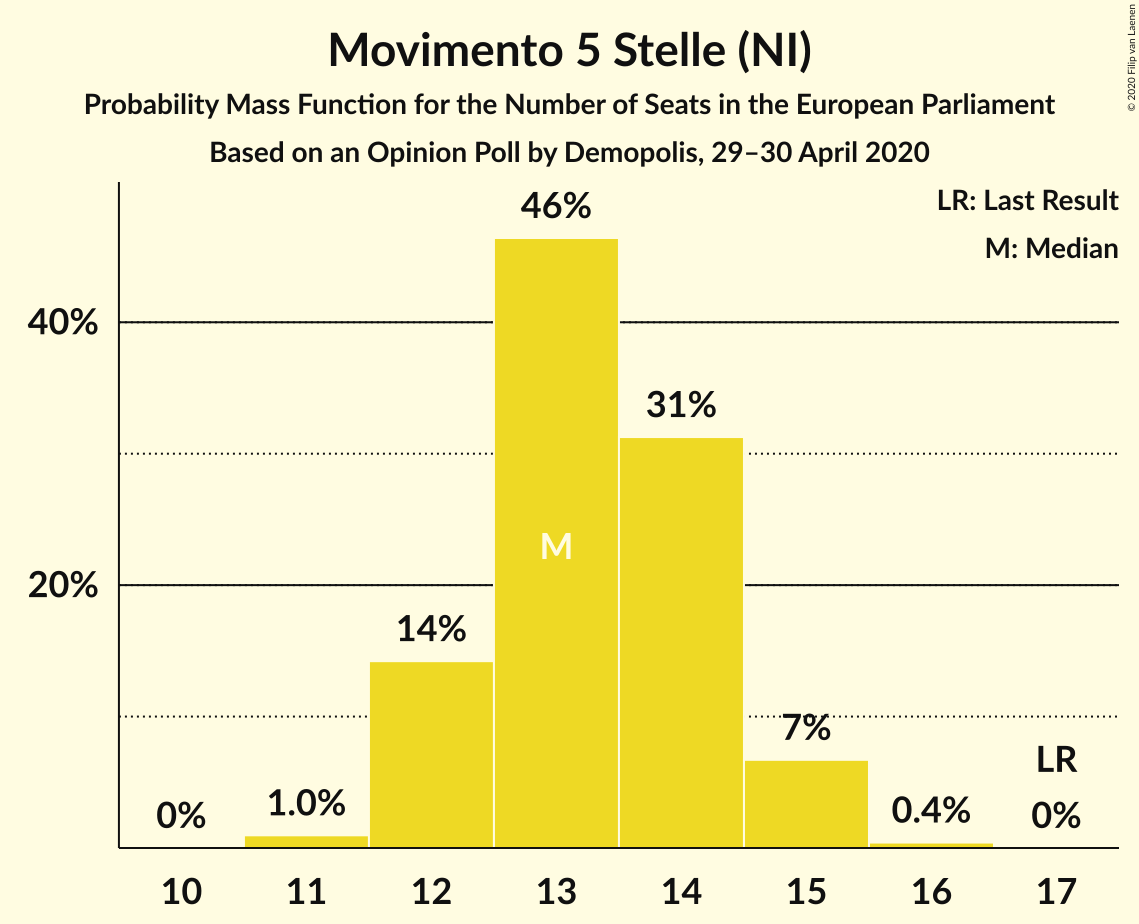 Movimento 5 Stelle (NI)
Probability Mass Function for the Number of Seats in the European Parliament
Based on an Opinion Poll by Demopolis, 29–30 April 2020
© 2020 Filip van Laenen
LR: Last Result
M: Median
46%
40%
31%
M
20%
14%
7%
LR
0%
1.0%
0.4%
0%
10 11 12 13 14 15 16 17